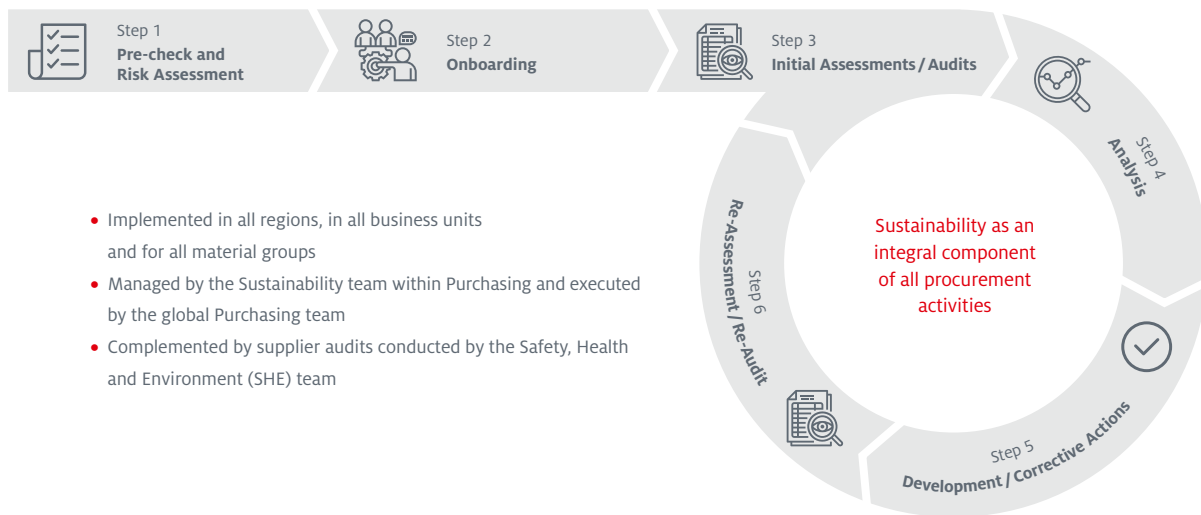 Step 1
Pre-check and
Risk Assessment
Step 2
Onboarding
Step 3
Initial Assessments / Audits
Step 4
Analysis
Step 5
Development / Corrective Actions
Step 6
Re-Assessment / Re-Audit
Sustainability as an
integral component
of all procurement
activities
• Implemented in all regions, in all business units
and for all material groups
• Managed by the Sustainability team within Purchasing and executed
by the global Purchasing team
• Complemented by supplier audits conducted by the Safety, Health
and Environment (SHE) team